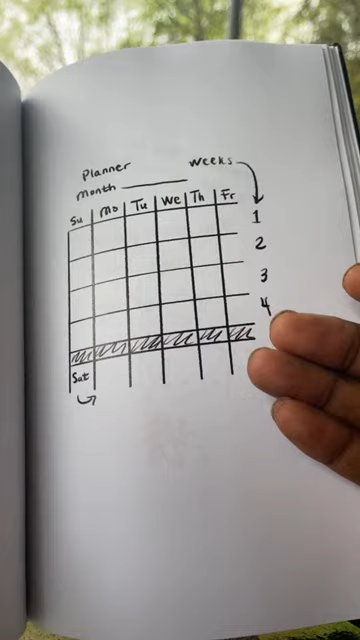 Planner
Weeks
Month
Su Mo Tu We Th Fr
1
2
3
4
Sat